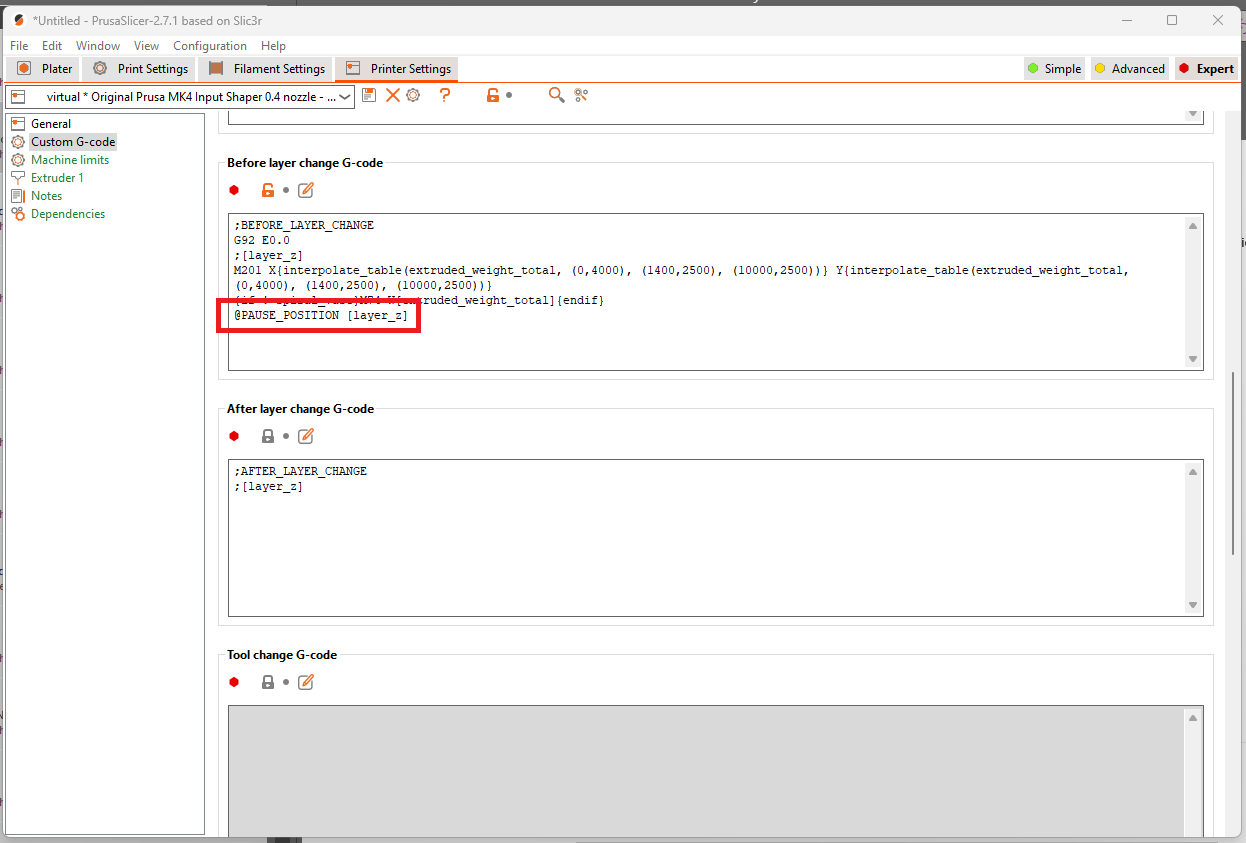 *Untitled - PrusaSlicer-2.7.1 based on Slic3r
File Edit Window View Configuration Help
Plater Print Settings Filament Settings Printer Settings Simple Advanced Expert
virtual * Original Prusa MK4 Input Shaper 0.4 nozzle - ...
General
Custom G-code
Machine limits
Extruder 1
Notes
Dependencies
Before layer change G-code
;BEFORE_LAYER_CHANGE
G92 E0.0
;[layer_z]
M201 X{interpolate_table(extruded_weight_total, (0,4000), (1400,2500), (10000,2500))} Y{interpolate_table(extruded_weight_total,
(0,4000), (1400,2500), (10000,2500))}
extruded_weight_total]{endif}
@PAUSE_POSITION [layer_z]
After layer change G-code
;AFTER_LAYER_CHANGE
;[layer_z]
Tool change G-code